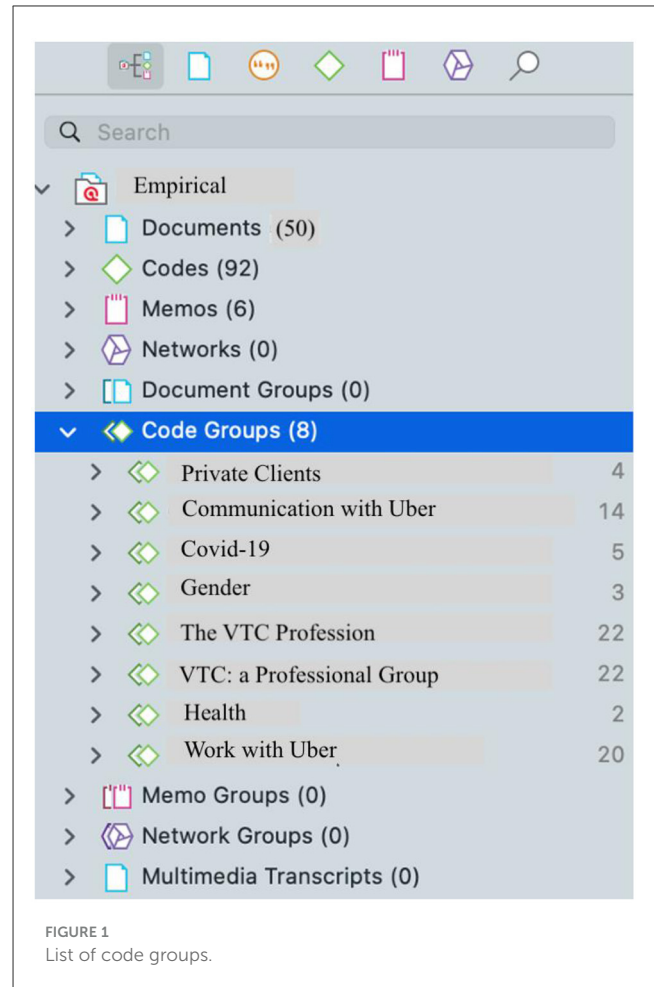 Search
Empirical
Documents (50)
Codes (92)
Memos (6)
Networks (0)
Document Groups (0)
Code Groups (8)
Private Clients 4
Communication with Uber 14
Covid-19 5
Gender 3
The VTC Profession 22
VTC: a Professional Group 22
Health 2
Work with Uber 20
Memo Groups (0)
Network Groups (0)
Multimedia Transcripts (0)
FIGURE 1
List of code groups.